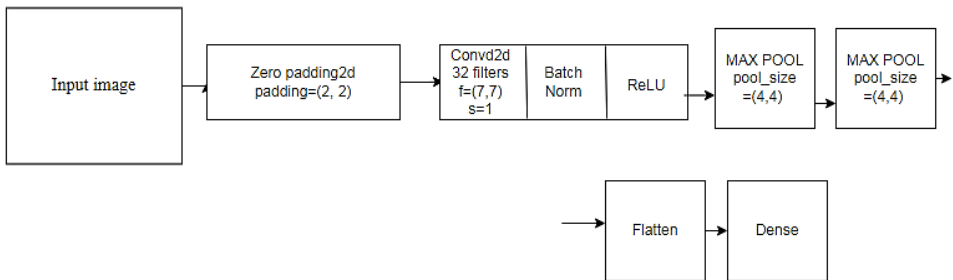 Input image
Zero padding2d
padding=(2, 2)
Convd2d
32 filters
f=(7,7)
s=1
Batch
Norm
ReLU
MAX POOL
pool_size
=(4,4)
MAX POOL
pool_size
=(4,4)
Flatten
Dense